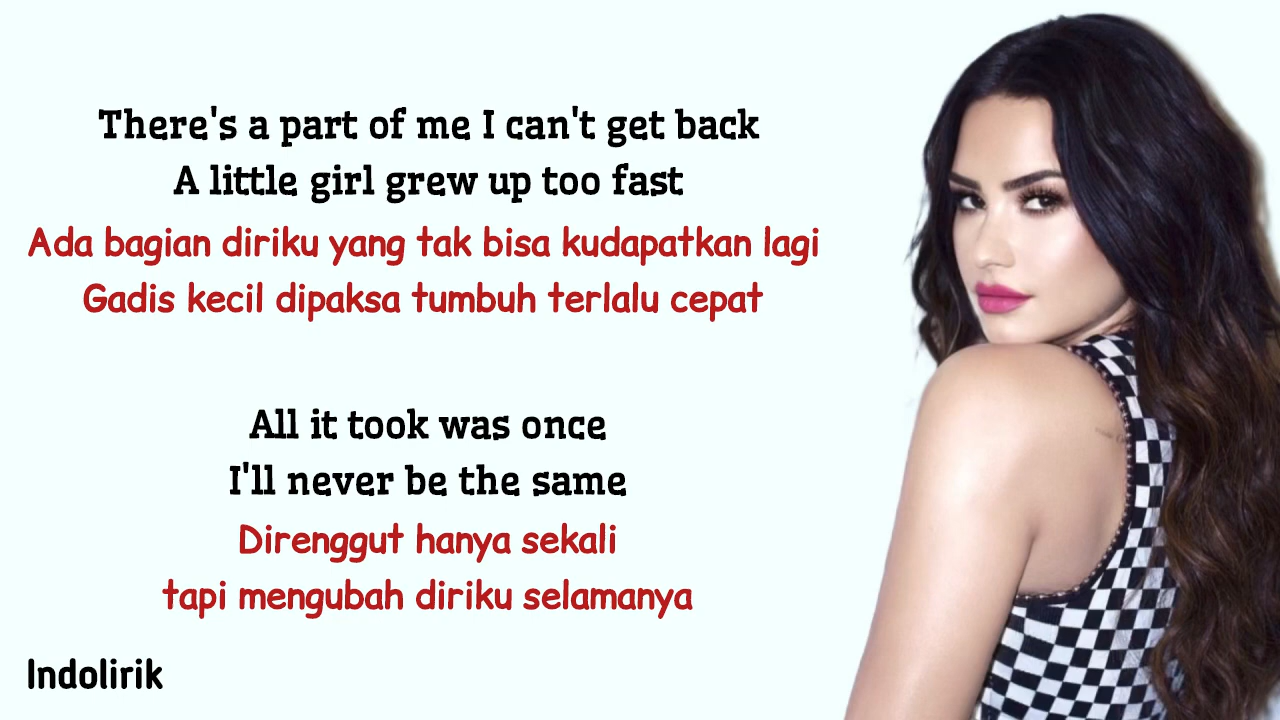 There's a part of me I can't get back
A little girl grew up too fast
Ada bagian diriku yang tak bisa kudapatkan lagi
Gadis kecil dipaksa tumbuh terlalu cepat
All it took was once
I'll never be the same
Direnggut hanya sekali
tapi mengubah diriku selamanya
Indolirik